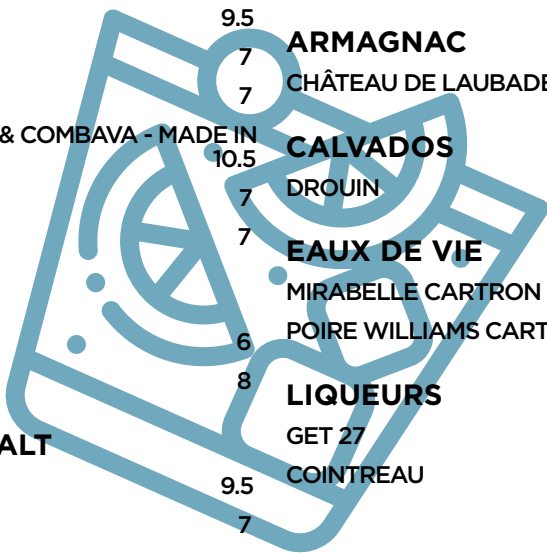 9.5
7
7
& COMBAVA - MADE IN
10.5
7
7
6
8
ALT
9.5
7
ARMAGNAC
CHÂTEAU DE LAUBADE
CALVADOS
DROUIN
EAUX DE VIE
MIRABELLE CARTRON
POIRE WILLIAMS CART
LIQUEURS
GET 27
COINTREAU